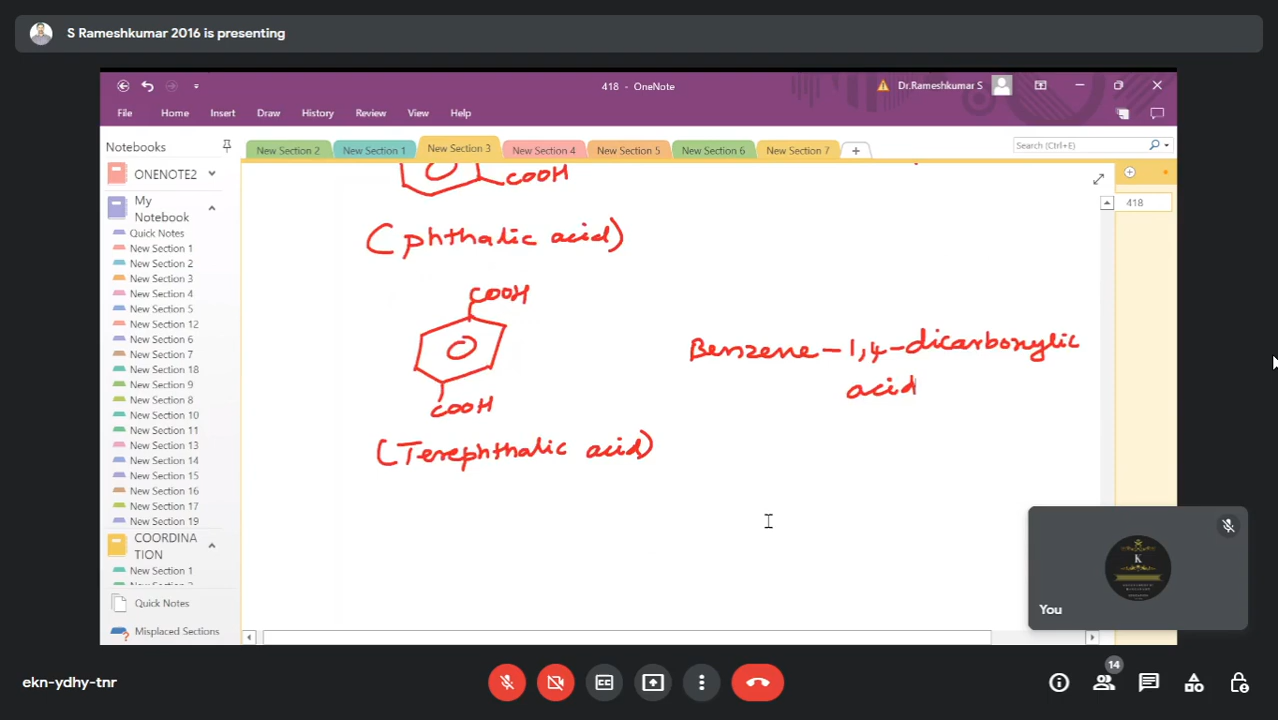 S Rameshkumar 2016 is presenting
418 - OneNote
Dr.Rameshkumar S
File Home Insert Draw History Review View Help
Notebooks
New Section 2 New Section 1 New Section 3 New Section 4 New Section 5 New Section 6 New Section 7
Search (Ctrl+E)
ONENOTE2
My
Notebook
Quick Notes
New Section 1
New Section 2
New Section 3
New Section 4
New Section 5
New Section 12
New Section 6
New Section 7
New Section 18
New Section 9
New Section 8
New Section 10
New Section 11
New Section 13
New Section 14
New Section 15
New Section 16
New Section 17
New Section 19
COORDINA
TION
New Section 1
Quick Notes
Misplaced Sections
COOH
(phthalic acid)
COOH
COOH
(Terephthalic acid)
Benzene-1,4-dicarboxylic
acid
418
K
You
ekn-ydhy-tnr
CC
14